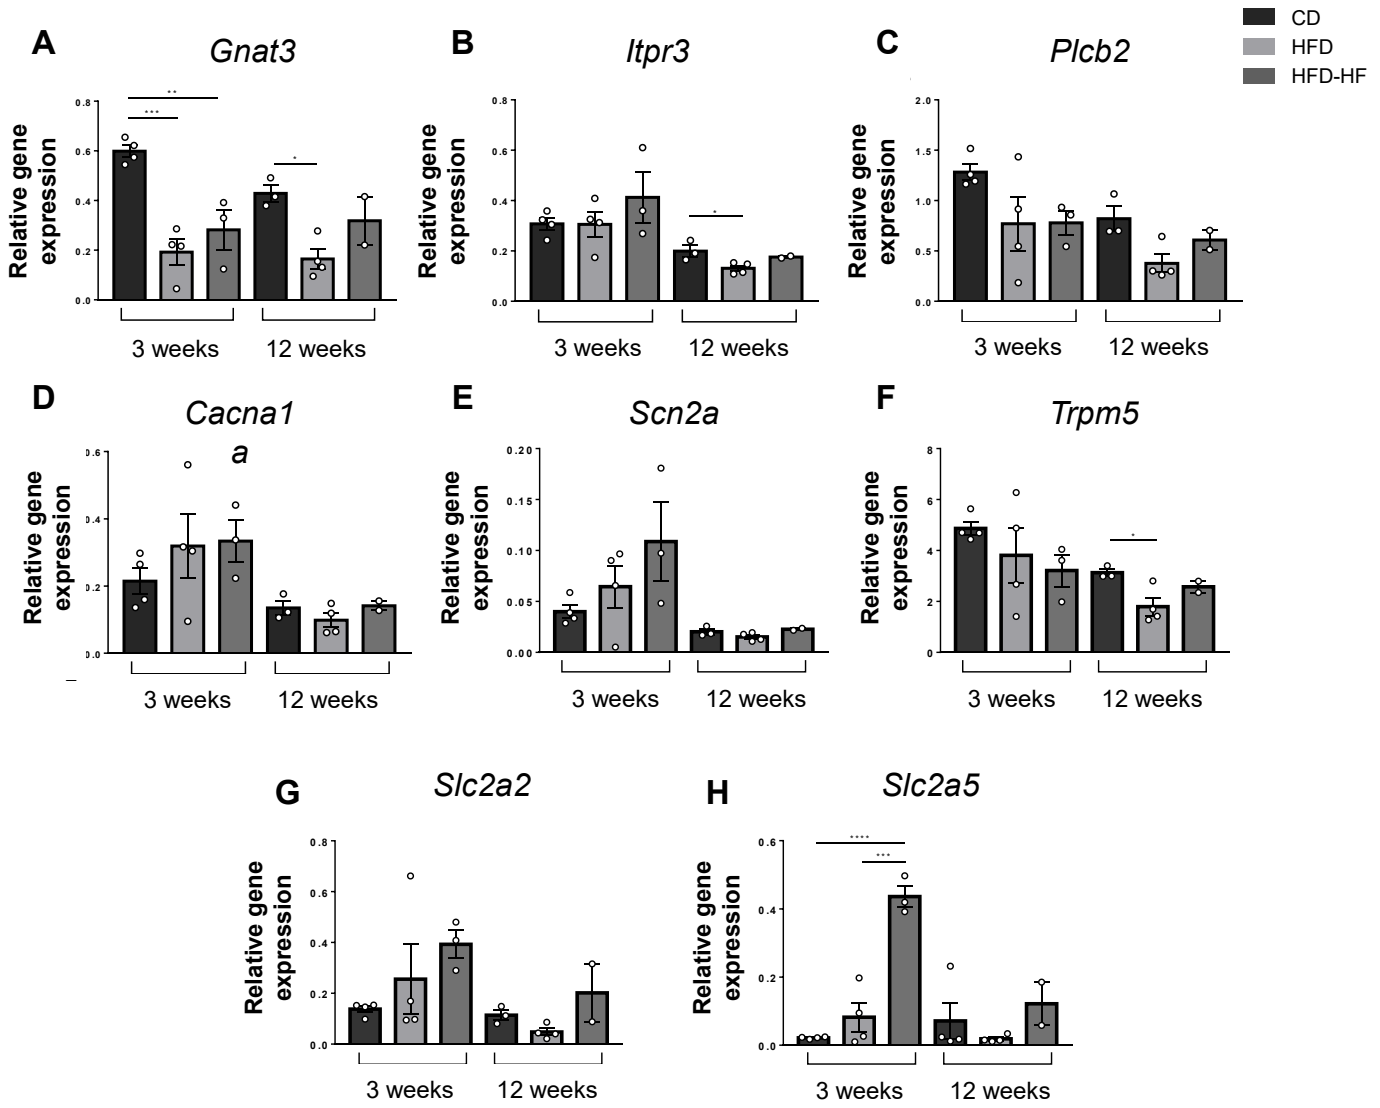 CD
HFD
HFD-HF
A
Gnat3
Relative gene
expression
0.8
0.6
0.4
0.2
0.0
**
***
*
3 weeks
12 weeks
B
Itpr3
Relative gene
expression
0.8
0.6
0.4
0.2
0.0
*
3 weeks
12 weeks
C
Plcb2
Relative gene
expression
2.0
1.5
1.0
0.5
0.0
3 weeks
12 weeks
D
Cacna1
a
Relative gene
expression
0.6
0.4
0.2
0.0
3 weeks
12 weeks
E
Scn2a
Relative gene
expression
0.20
0.15
0.10
0.05
0.00
3 weeks
12 weeks
F
Trpm5
Relative gene
expression
8
6
4
2
0
*
3 weeks
12 weeks
G
Slc2a2
Relative gene
expression
0.8
0.6
0.4
0.2
0.0
3 weeks
12 weeks
H
Slc2a5
Relative gene
expression
0.6
0.4
0.2
0.0
****
***
3 weeks
12 weeks